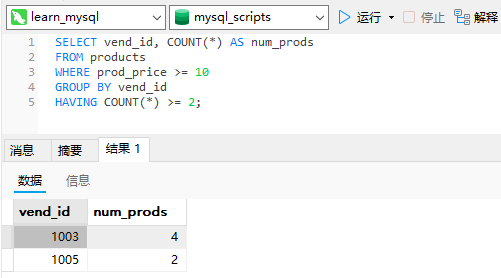 learn_mysql mysql_scripts 运行 停止 解释
1 SELECT vend_id, COUNT(*) AS num_prods
2 FROM products
3 WHERE prod_price >= 10
4 GROUP BY vend_id
5 HAVING COUNT(*) >= 2;
消息 摘要 结果 1
数据 信息
vend_id num_prods
1003 4
1005 2